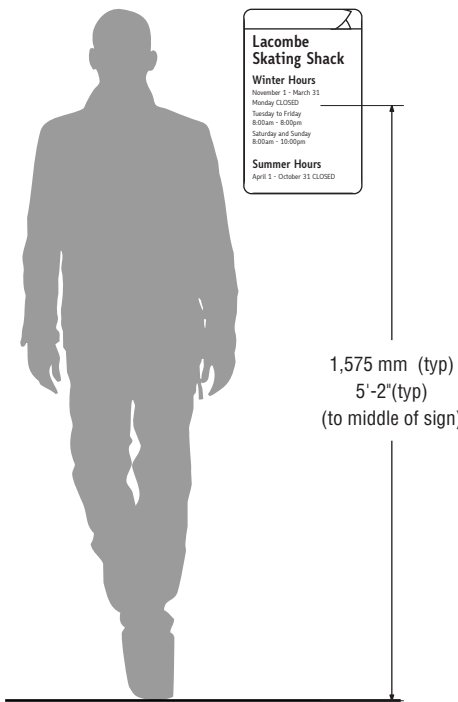 Lacombe
Skating Shack
Winter Hours
November 1 - March 31
Monday CLOSED
Tuesday to Friday
8:00am - 8:00pm
Saturday and Sunday
8:00am - 10:00pm
Summer Hours
April 1 - October 31 CLOSED
1,575 mm (typ)
5'-2"(typ)
(to middle of sign)